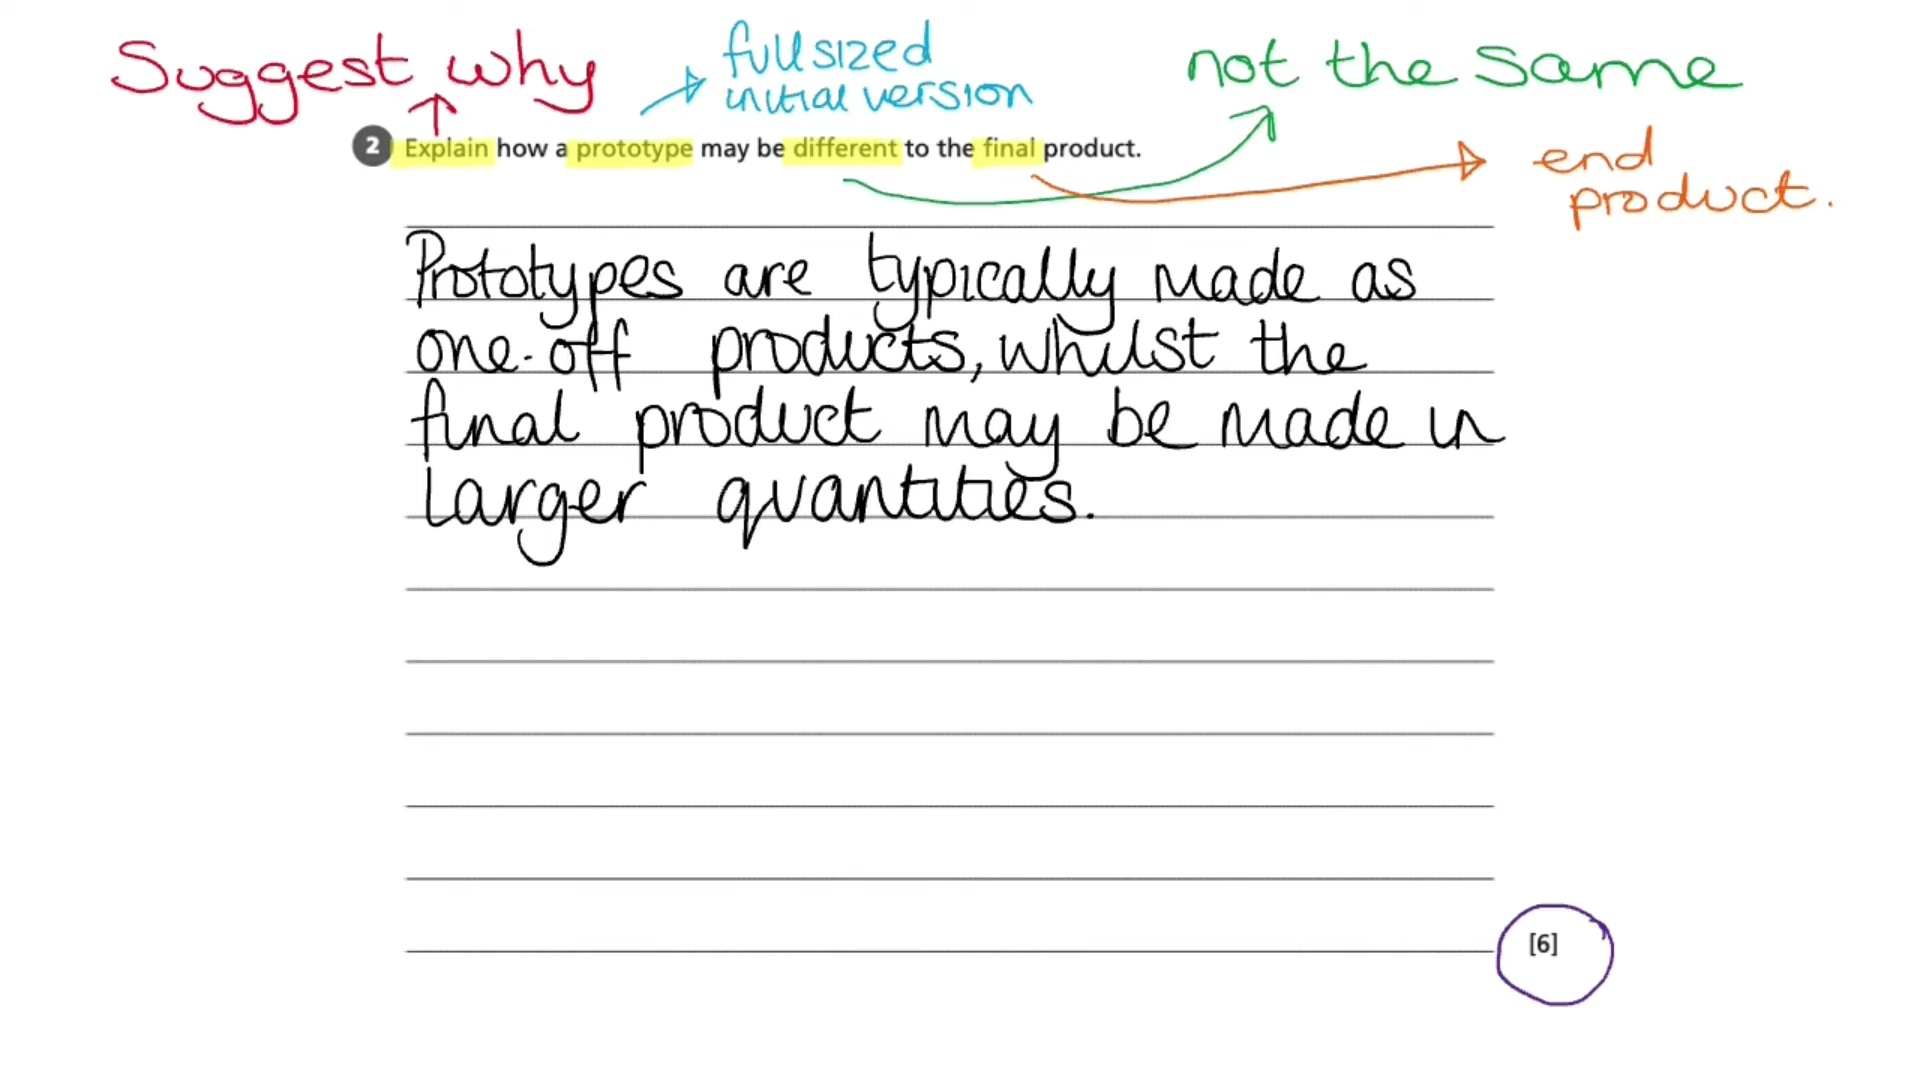 Suggest why
full sized
initial version
not the same
2 Explain how a prototype may be different to the final product.
end
product.
Prototypes are typically made as
one-off products, whilst the
final product may be made in
larger quantities.
[6]